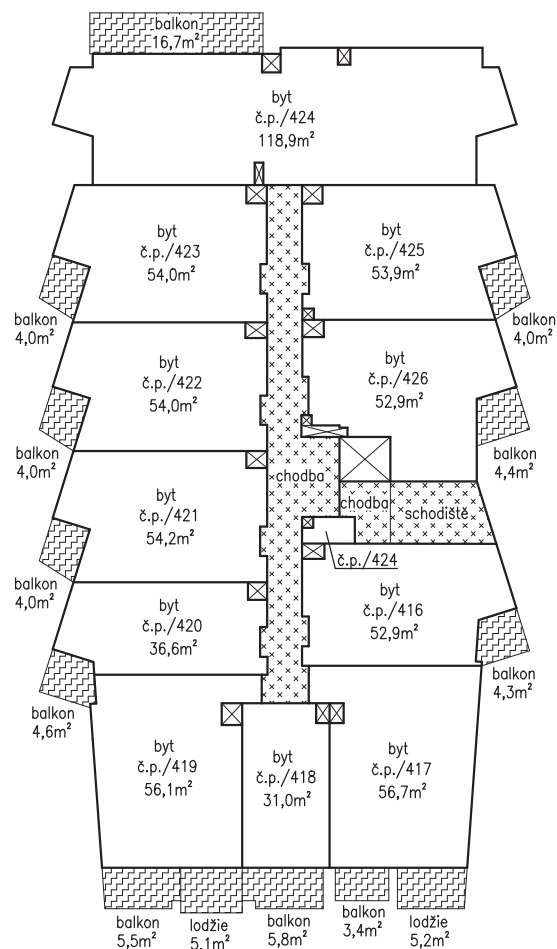 balkon
16,7m²
byt
č.p./424
118,9m²
byt
č.p./423
54,0m²
byt
č.p./425
53,9m²
balkon
4,0m²
balkon
4,0m²
byt
č.p./422
54,0m²
byt
č.p./426
52,9m²
balkon
4,0m²
balkon
4,4m²
chodba
chodba
schodiště
byt
č.p./421
54,2m²
č.p./424
balkon
4,0m²
byt
č.p./420
36,6m²
byt
č.p./416
52,9m²
balkon
4,6m²
balkon
4,3m²
byt
č.p./419
56,1m²
byt
č.p./418
31,0m²
byt
č.p./417
56,7m²
balkon
5,5m²
lodžie
5,1m²
balkon
5,8m²
balkon
3,4m²
lodžie
5,2m²